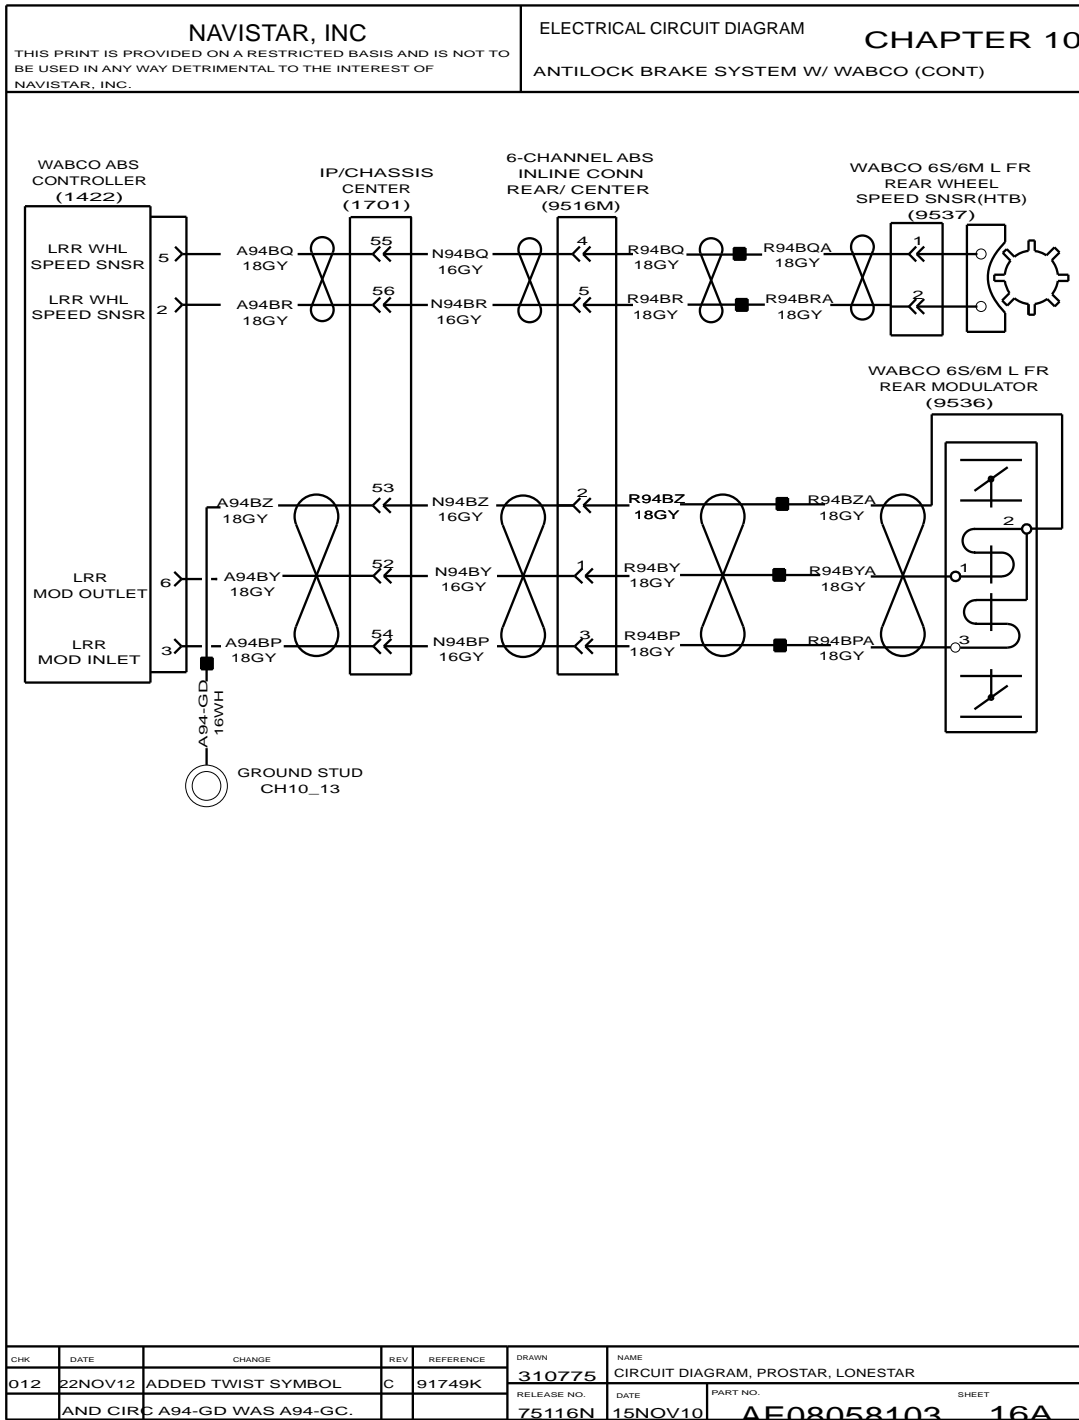 NAVISTAR, INC
THIS PRINT IS PROVIDED ON A RESTRICTED BASIS AND IS NOT TO
BE USED IN ANY WAY DETRIMENTAL TO THE INTEREST OF
NAVISTAR, INC.
ELECTRICAL CIRCUIT DIAGRAM
CHAPTER 10
ANTILOCK BRAKE SYSTEM W/ WABCO (CONT)
WABCO ABS
CONTROLLER
(1422)
IP/CHASSIS
CENTER
(1701)
6-CHANNEL ABS
INLINE CONN
REAR/ CENTER
(9516M)
WABCO 6S/6M L FR
REAR WHEEL
SPEED SNSR(HTB)
(9537)
LRR WHL
SPEED SNSR
5
A94BQ
18GY
55
N94BQ
16GY
4
R94BQ
18GY
R94BQA
18GY
1
LRR WHL
SPEED SNSR
2
A94BR
18GY
56
N94BR
16GY
5
R94BR
18GY
R94BRA
18GY
2
WABCO 6S/6M L FR
REAR MODULATOR
(9536)
A94BZ
18GY
53
N94BZ
16GY
2
R94BZ
18GY
R94BZA
18GY
2
LRR
MOD OUTLET
6
A94BY
18GY
52
N94BY
16GY
1
R94BY
18GY
R94BYA
18GY
1
LRR
MOD INLET
3
A94BP
18GY
54
N94BP
16GY
3
R94BP
18GY
R94BPA
18GY
3
A94-GD
16WH
GROUND STUD
CH10_13
CHK DATE CHANGE REV REFERENCE
012 22NOV12 ADDED TWIST SYMBOL C 91749K
AND CIRC A94-GD WAS A94-GC.
DRAWN
310775
NAME
CIRCUIT DIAGRAM, PROSTAR, LONESTAR
RELEASE NO.
75116N
DATE
15NOV10
PART NO.
AE08058103
SHEET
16A